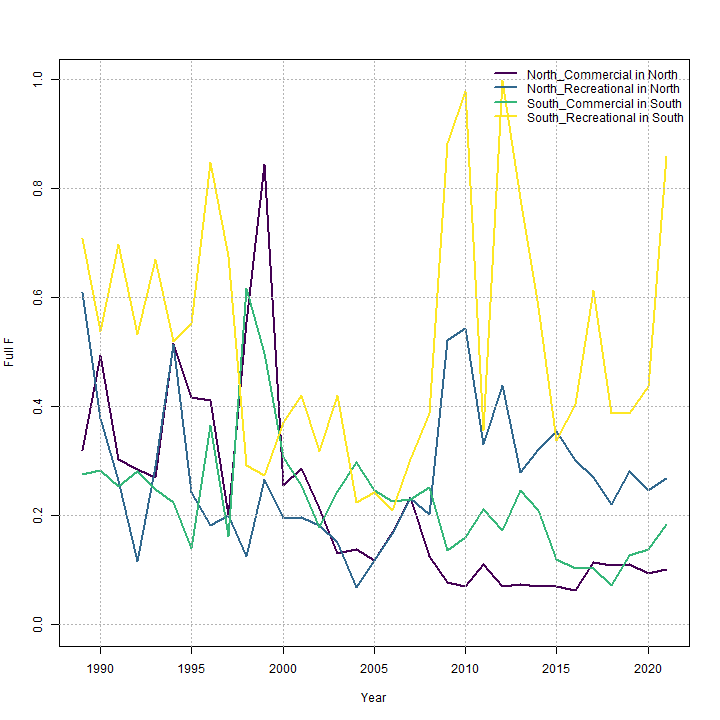 North_Commercial in North
North_Recreational in North
South_Commercial in South
South_Recreational in South
Full F
1.0
0.8
0.6
0.4
0.2
0.0
1990 1995 2000 2005 2010 2015 2020
Year